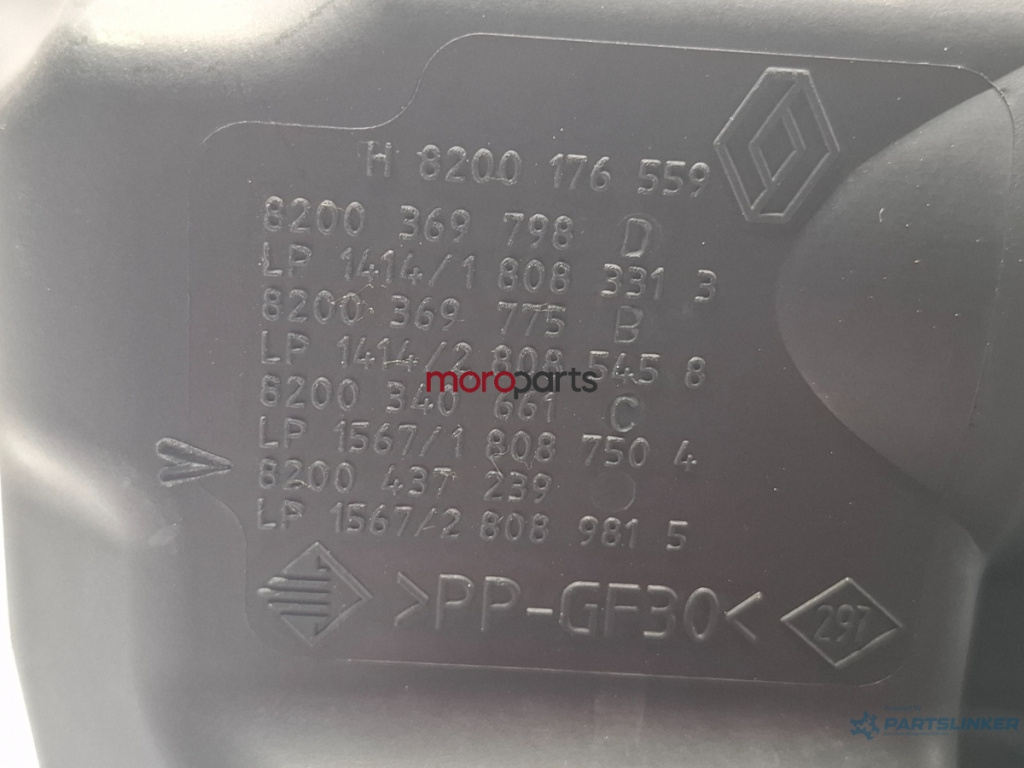 H 8200 176 559
8200 369 798 D
LP 1414/1 808 331 3
8200 369 775 B
LP 1414/2 808 545 8
moroparts
8200 340 661 C
LP 1567/1 808 750 4
8200 437 239
LP 1567/2 808 981 5
>PP-GF30<
297
PARTSLINKER